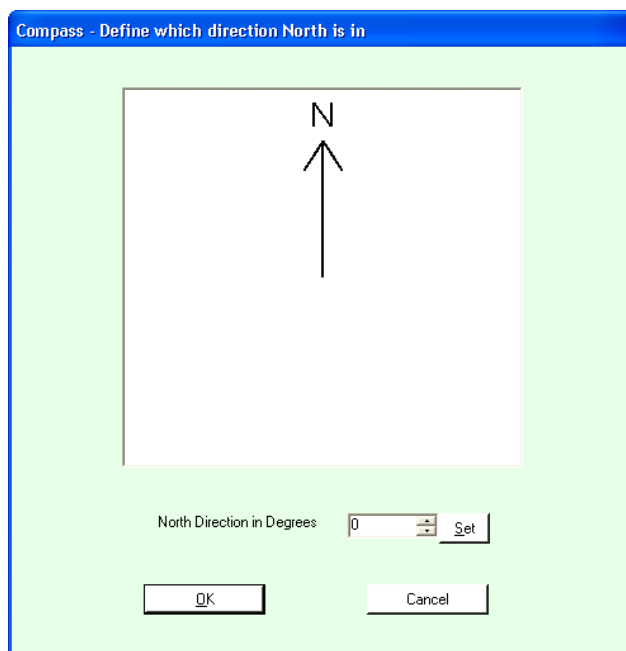 Compass - Define which direction North is in
N
North Direction in Degrees 0 Set
OK Cancel